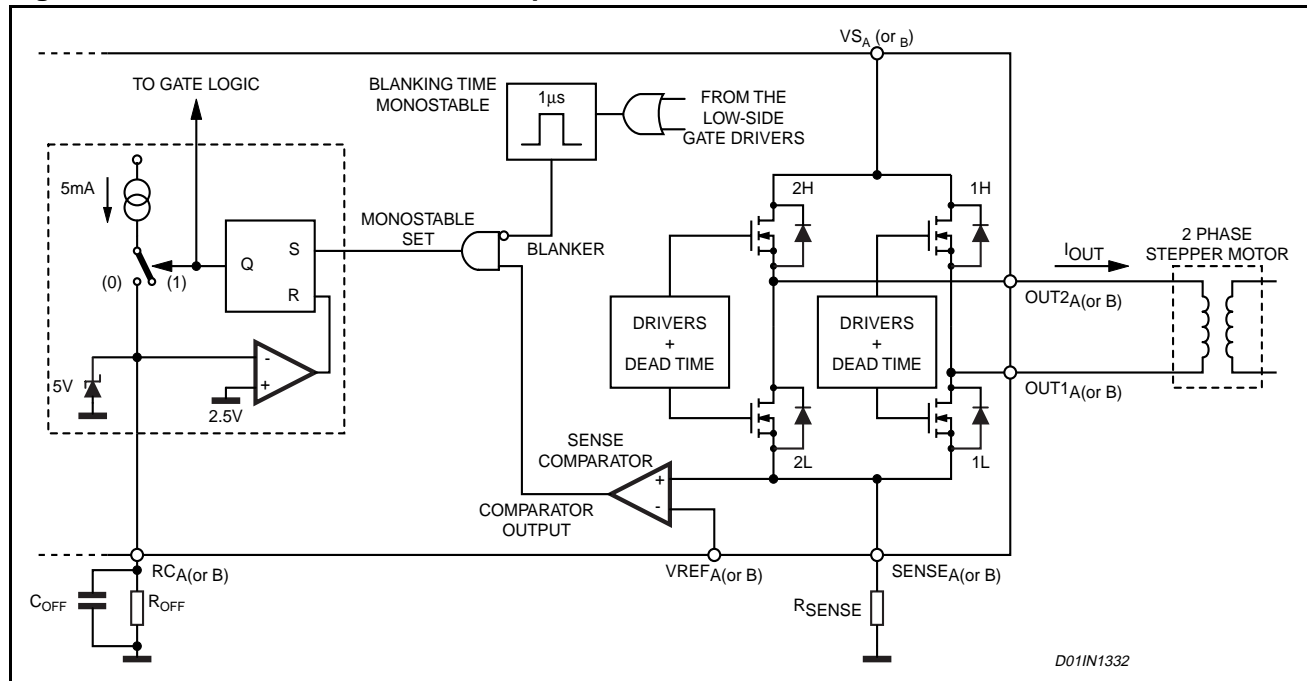 VSA (or B)
TO GATE LOGIC
BLANKING TIME
MONOSTABLE
1μs
FROM THE
LOW-SIDE
GATE DRIVERS
5mA
2H
1H
MONOSTABLE
SET
BLANKER
S
Q
R
(0)
(1)
IOUT
2 PHASE
STEPPER MOTOR
OUT2A(or B)
DRIVERS
+
DEAD TIME
DRIVERS
+
DEAD TIME
5V
-
+
2.5V
OUT1A(or B)
SENSE
COMPARATOR
2L
1L
+
-
COMPARATOR
OUTPUT
RCA(or B)
VREFA(or B)
SENSEA(or B)
COFF
ROFF
RSENSE
D01IN1332